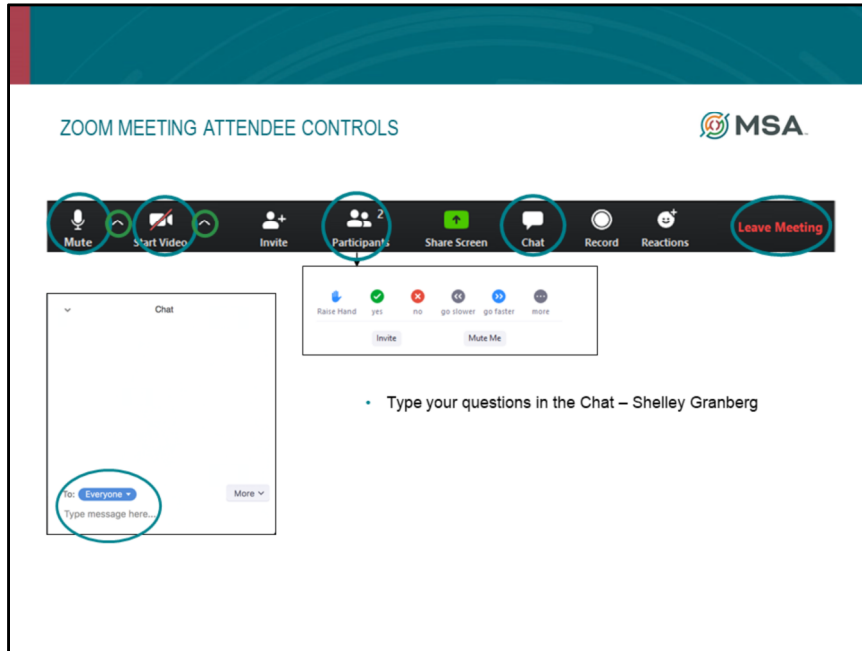 ZOOM MEETING ATTENDEE CONTROLS
MSA
Mute
Start Video
Invite
Participants
2
Share Screen
Chat
Record
Reactions
Leave Meeting
Raise Hand yes no go slower go faster more
Invite Mute Me
Chat
To: Everyone
More
Type message here...
• Type your questions in the Chat – Shelley Granberg